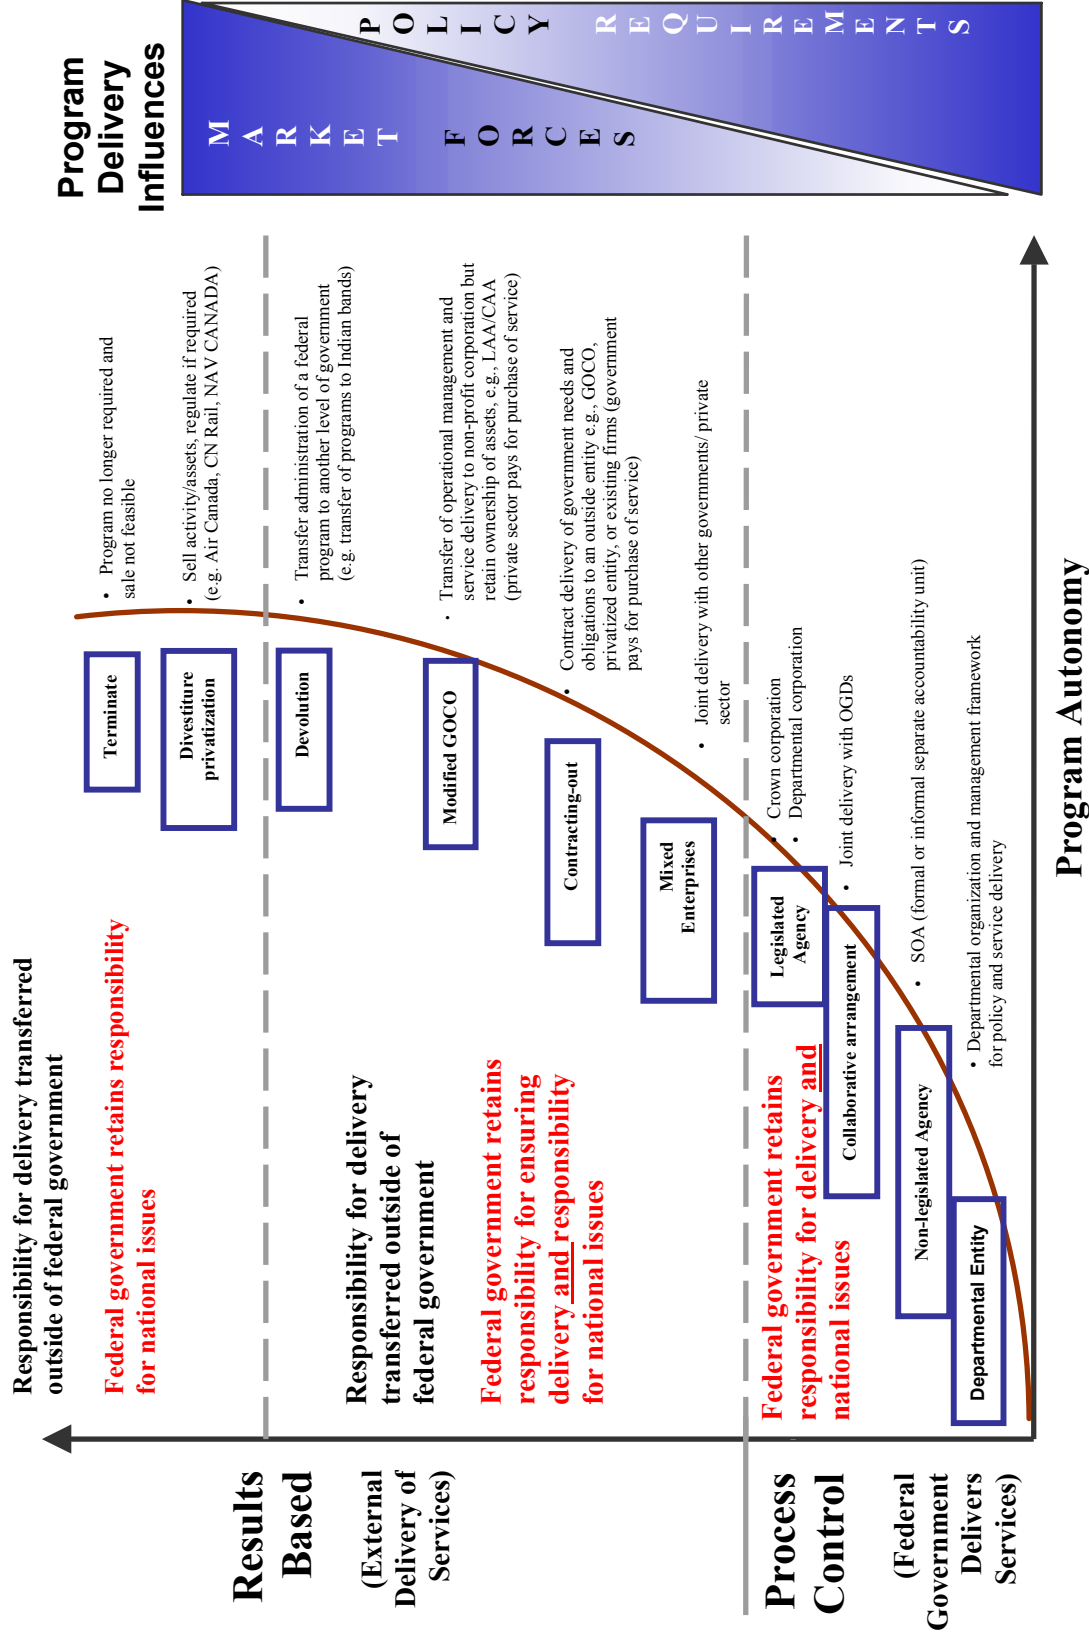 Responsibility for delivery transferred
outside of federal government
Federal government retains responsibility
for national issues
Terminate
• Program no longer required and
sale not feasible
Divestiture
privatization
• Sell activity/assets, regulate if required
(e.g. Air Canada, CN Rail, NAV CANADA)
Results
Based
(External
Delivery of
Services)
Responsibility for delivery
transferred outside of
federal government
Federal government retains
responsibility for ensuring
delivery and responsibility
for national issues
Devolution
• Transfer administration of a federal
program to another level of government
(e.g. transfer of programs to Indian bands)
Modified GOCO
• Transfer of operational management and
service delivery to non-profit corporation but
retain ownership of assets, e.g., LAA/CAA
(private sector pays for purchase of service)
Contracting-out
• Contract delivery of government needs and
obligations to an outside entity e.g., GOCO,
privatized entity, or existing firms (government
pays for purchase of service)
Mixed
Enterprises
• Joint delivery with other governments/ private
sector
Process
Control
(Federal
Government
Delivers
Services)
Federal government retains
responsibility for delivery and
national issues
Legislated
Agency
• Crown corporation
• Departmental corporation
Collaborative arrangement
• Joint delivery with OGDs
Non-legislated Agency
• SOA (formal or informal separate accountability unit)
Departmental Entity
• Departmental organization and management framework
for policy and service delivery
Program Autonomy
Program
Delivery
Influences
MARKET FORCES
POLICY REQUIREMENTS